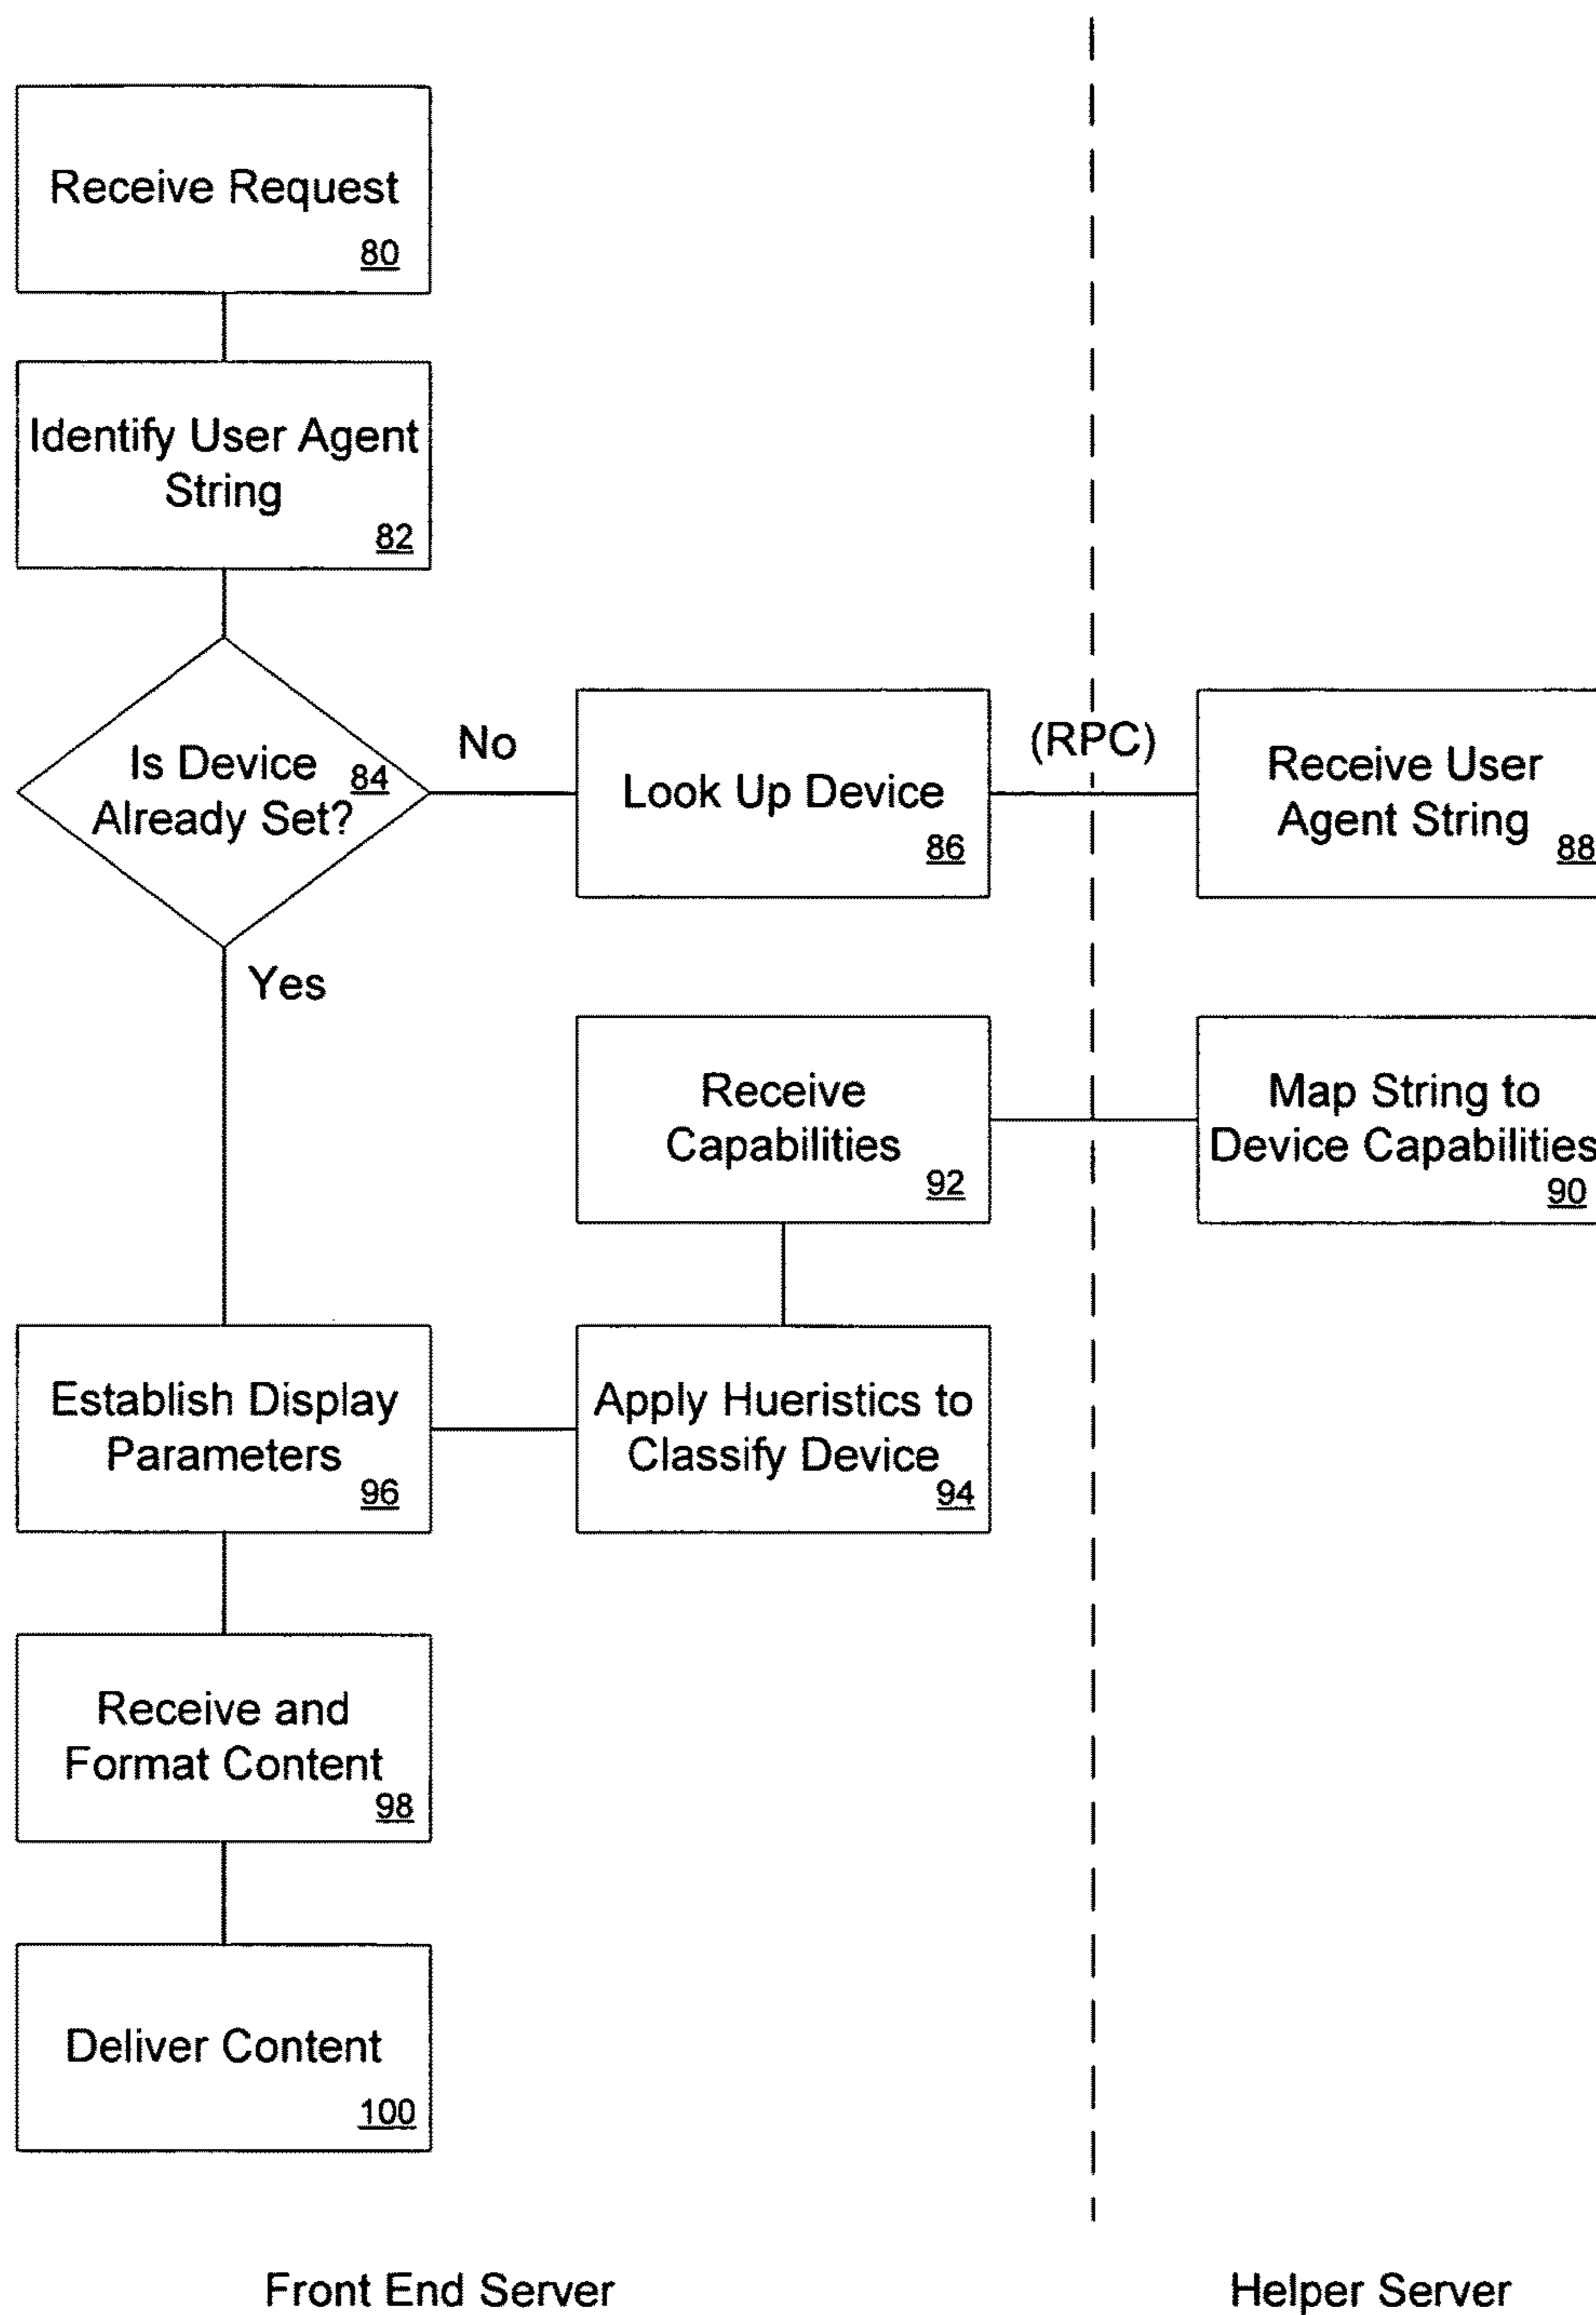 Receive Request
80
Identify User Agent
String
82
Is Device
Already Set?
84
No
Look Up Device
86
(RPC)
Receive User
Agent String
88
Yes
Receive
Capabilities
92
Map String to
Device Capabilities
90
Establish Display
Parameters
96
Apply Hueristics to
Classify Device
94
Receive and
Format Content
98
Deliver Content
100
Front End Server
Helper Server